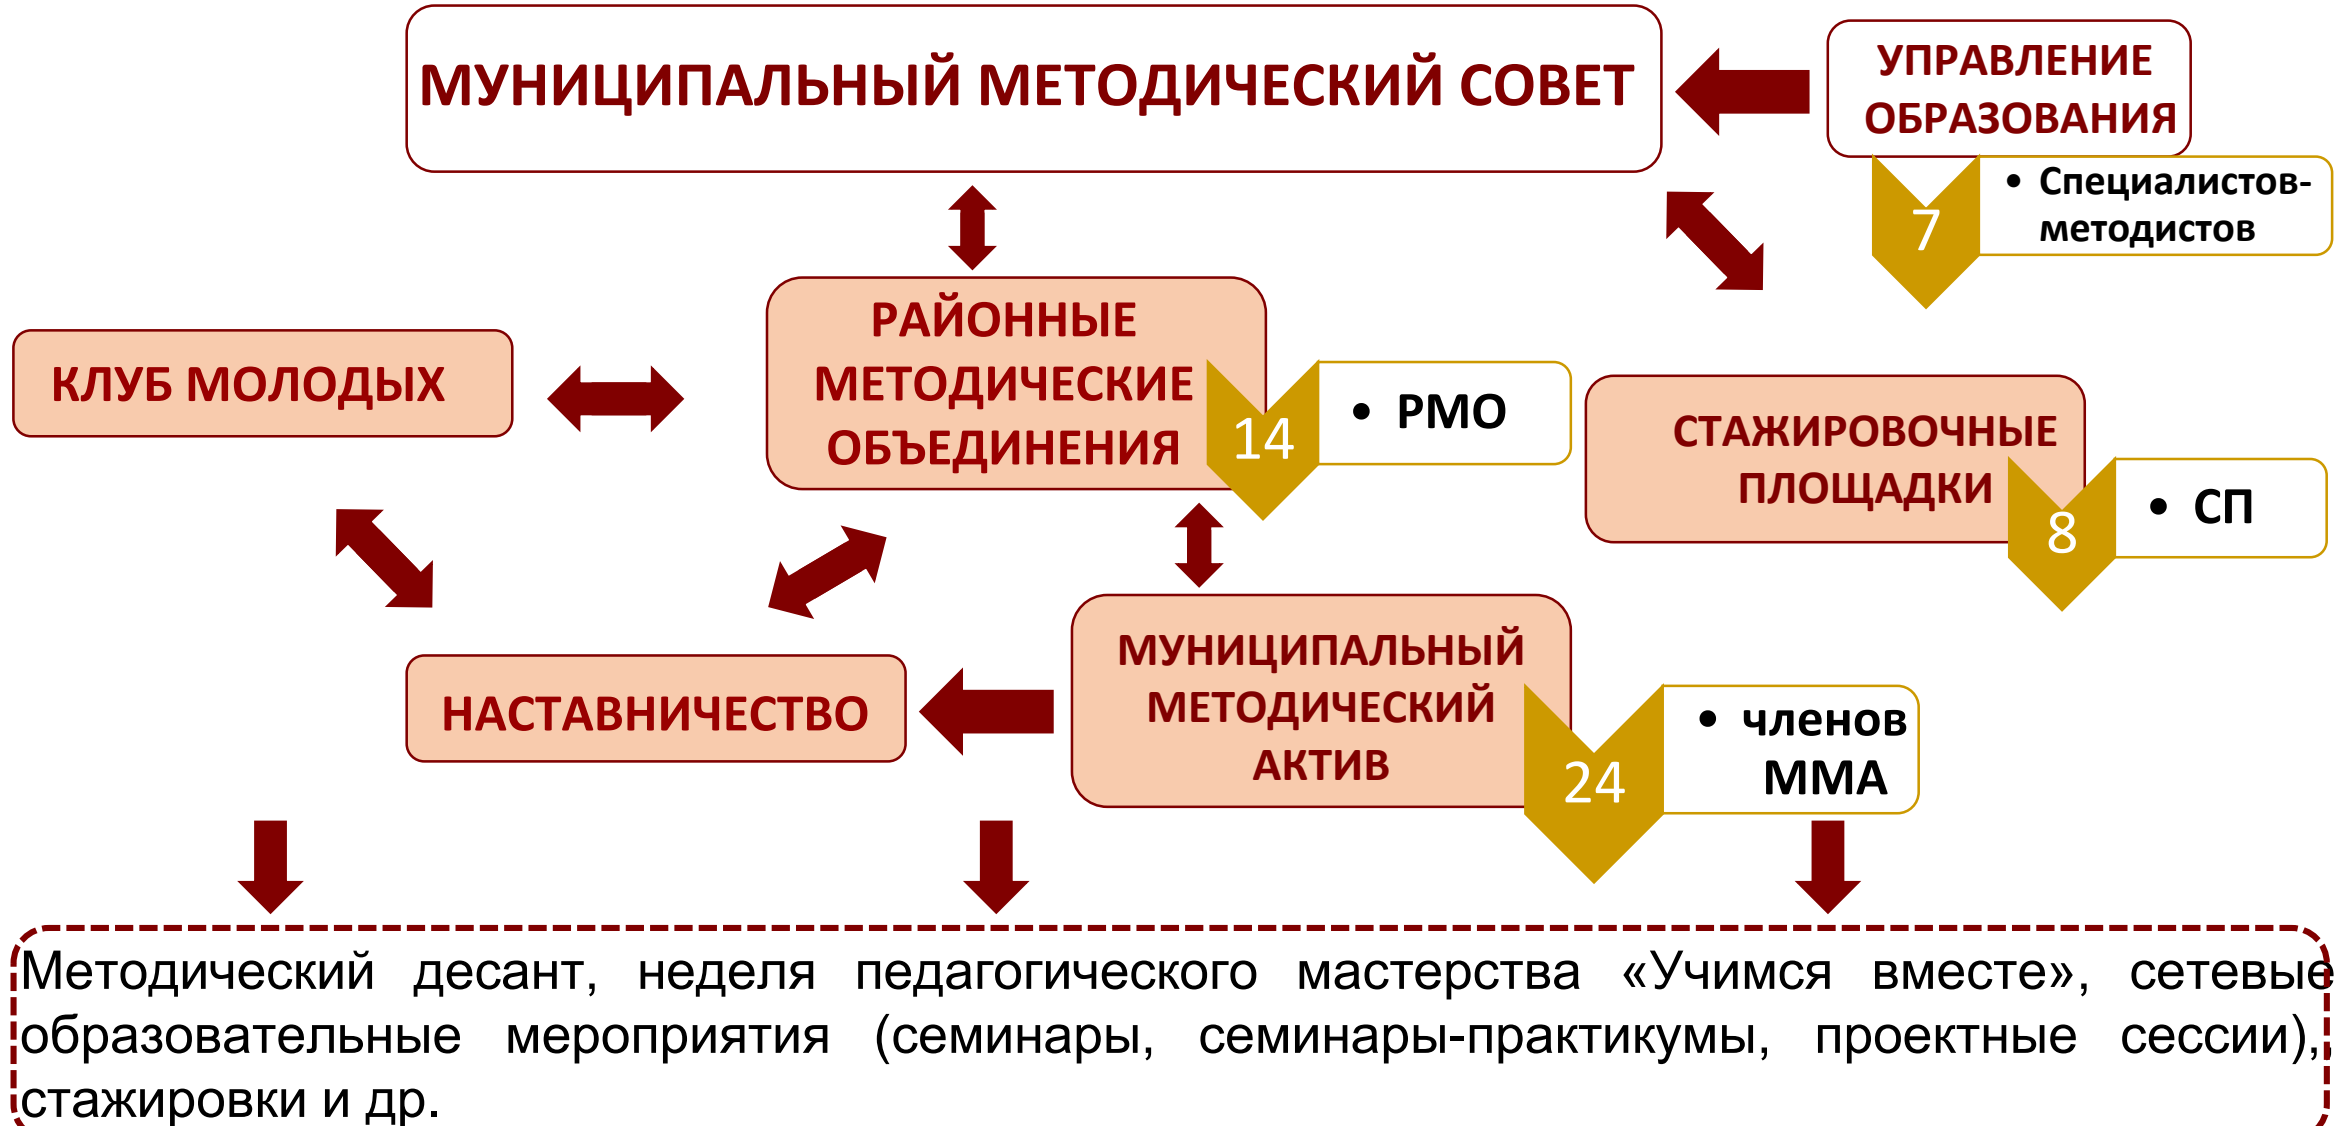 МУНИЦИПАЛЬНЫЙ МЕТОДИЧЕСКИЙ СОВЕТ
УПРАВЛЕНИЕ
ОБРАЗОВАНИЯ
7
• Специалистов-
методистов
РАЙОННЫЕ
МЕТОДИЧЕСКИЕ
ОБЪЕДИНЕНИЯ
14
• РМО
КЛУБ МОЛОДЫХ
СТАЖИРОВОЧНЫЕ
ПЛОЩАДКИ
8
• СП
НАСТАВНИЧЕСТВО
МУНИЦИПАЛЬНЫЙ
МЕТОДИЧЕСКИЙ
АКТИВ
24
• членов
ММА
Методический десант, неделя педагогического мастерства «Учимся вместе», сетевые
образовательные мероприятия (семинары, семинары-практикумы, проектные сессии),
стажировки и др.